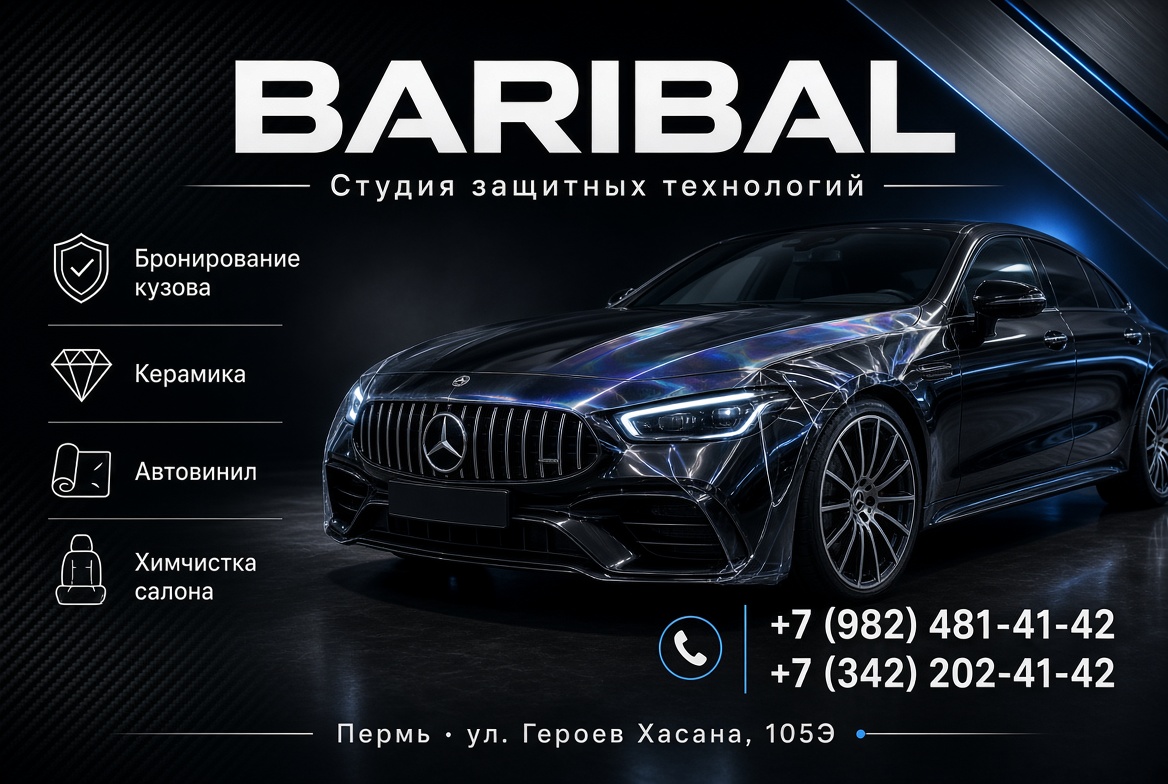 BARIBAL
Студия защитных технологий
Бронирование
кузова
Керамика
Автовинил
Химчистка
салона
+7 (982) 481-41-42
+7 (342) 202-41-42
Пермь • ул. Героев Хасана, 105Э